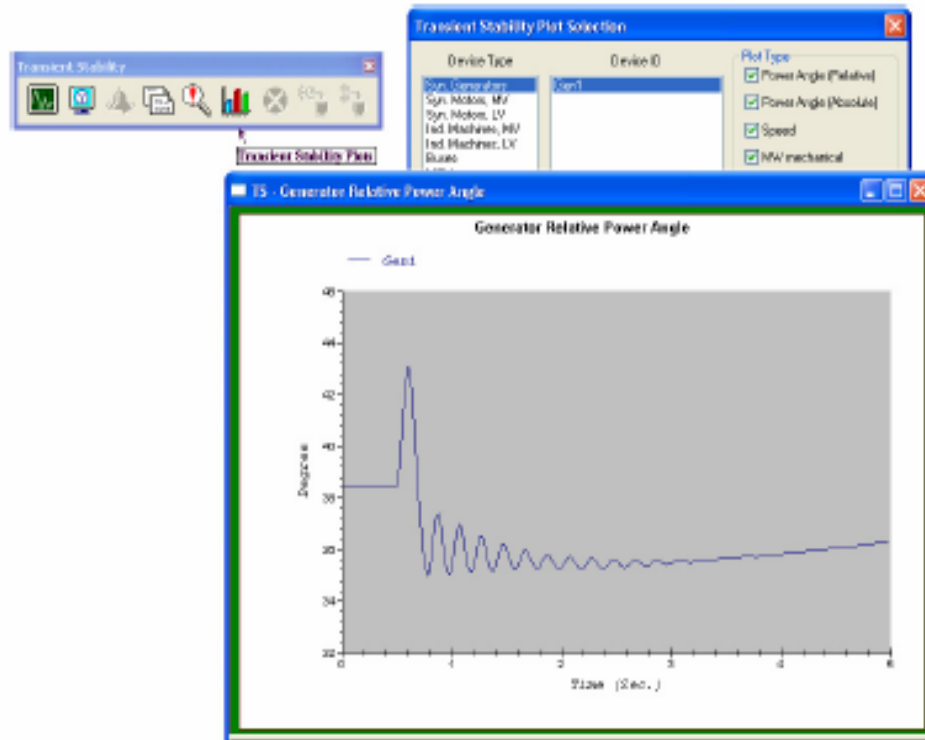 Transient Stability
Transient Stability Plots
Transient Stability Plot Selection
Device Type
Syn. Generators
Syn. Motors, MV
Syn. Motors, LV
Ind. Machines, MV
Ind. Machines, LV
Buses
Device ID
Gen1
Plot Type
Power Angle (Relative)
Power Angle (Absolute)
Speed
MW mechanical
TS - Generator Relative Power Angle
Generator Relative Power Angle
Gen1
46
44
42
40
38
36
34
32
Degree
0 1 2 3 4 5
Time (Sec.)